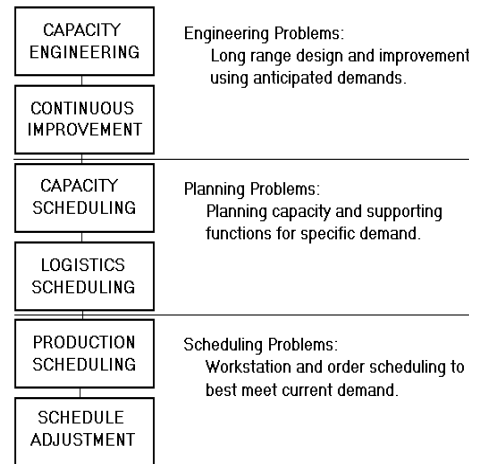 CAPACITY
ENGINEERING
Engineering Problems:
Long range design and improvement
using anticipated demands.
CONTINUOUS
IMPROVEMENT
CAPACITY
SCHEDULING
Planning Problems:
Planning capacity and supporting
functions for specific demand.
LOGISTICS
SCHEDULING
PRODUCTION
SCHEDULING
Scheduling Problems:
Workstation and order scheduling to
best meet current demand.
SCHEDULE
ADJUSTMENT